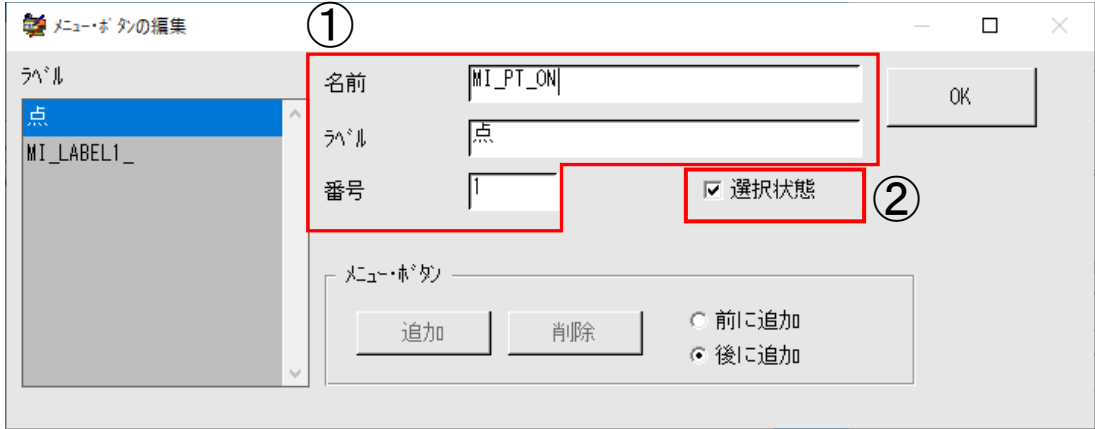 ﾒﾆｭｰ･ﾎﾞﾀﾝの編集
①
ﾗﾍﾞﾙ
点
MI_LABEL1_
名前
MI_PT_ON
ﾗﾍﾞﾙ
点
番号
1
選択状態
②
OK
ﾒﾆｭｰ･ﾎﾞﾀﾝ
追加
削除
前に追加
後に追加